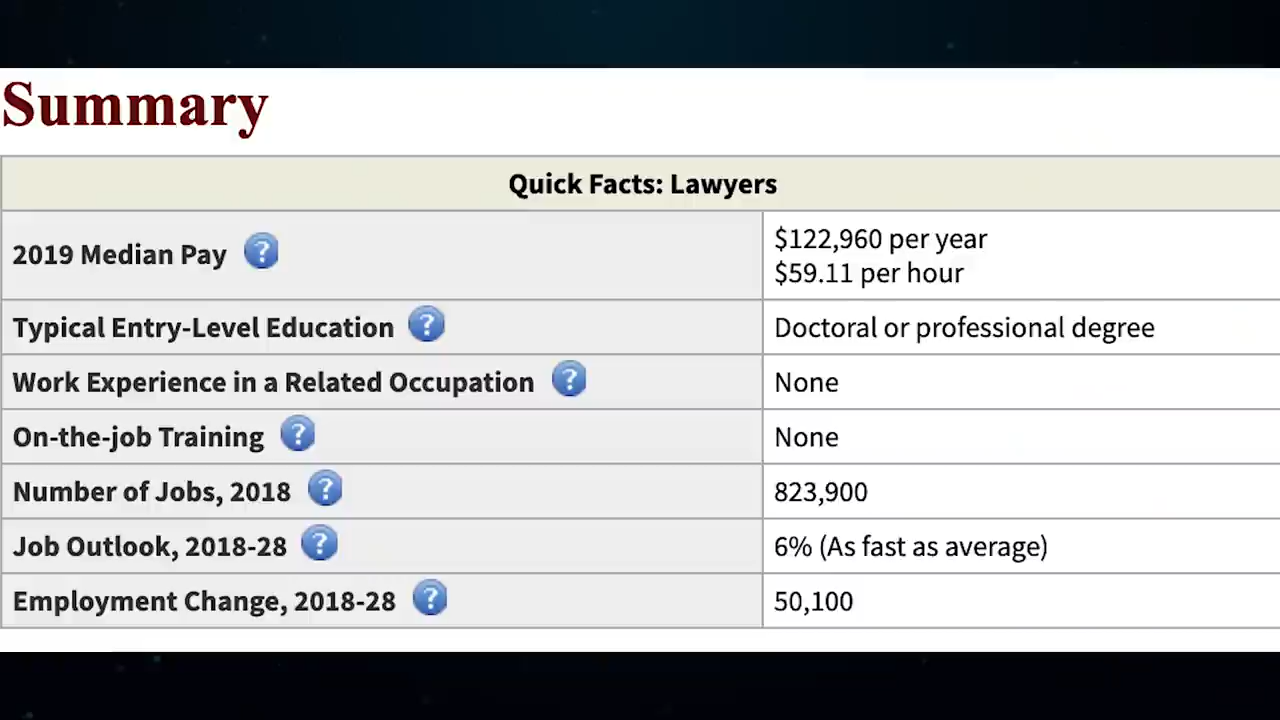 Summary
Quick Facts: Lawyers
2019 Median Pay ?
$122,960 per year
$59.11 per hour
Typical Entry-Level Education ?
Doctoral or professional degree
Work Experience in a Related Occupation ?
None
On-the-job Training ?
None
Number of Jobs, 2018 ?
823,900
Job Outlook, 2018-28 ?
6% (As fast as average)
Employment Change, 2018-28 ?
50,100